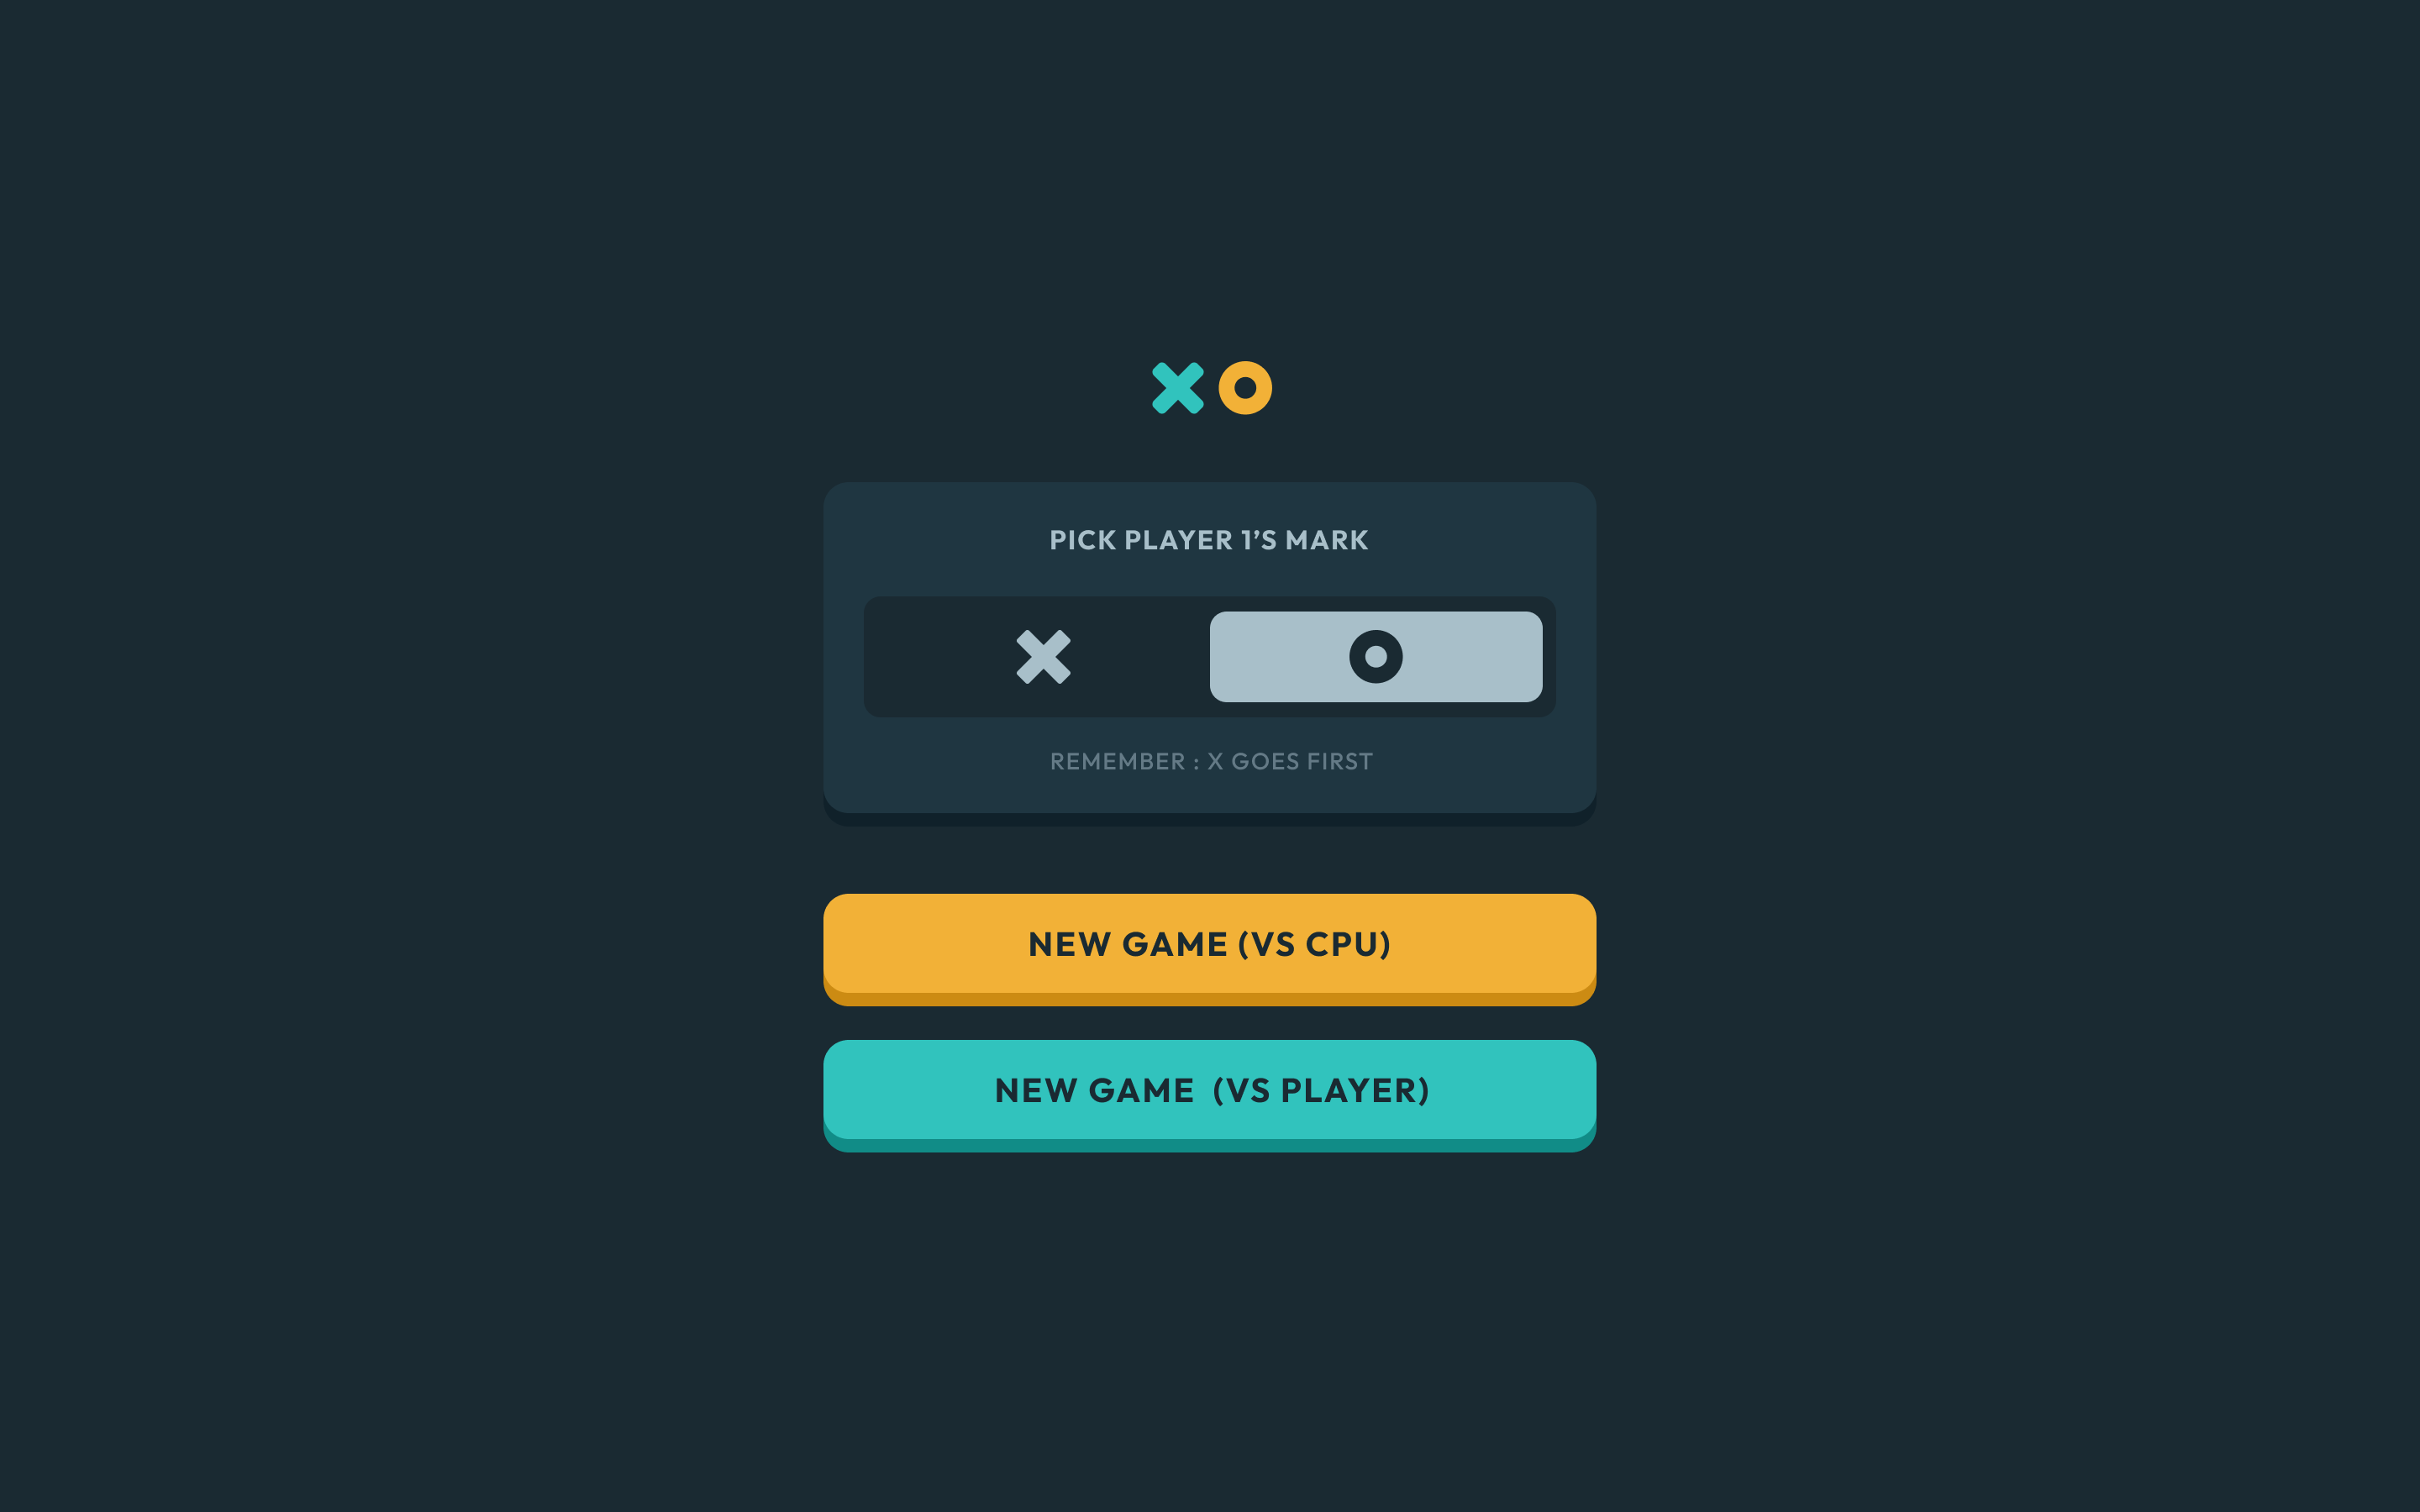 PICK PLAYER 1’S MARK
REMEMBER : X GOES FIRST
NEW GAME (VS CPU)
NEW GAME (VS PLAYER)